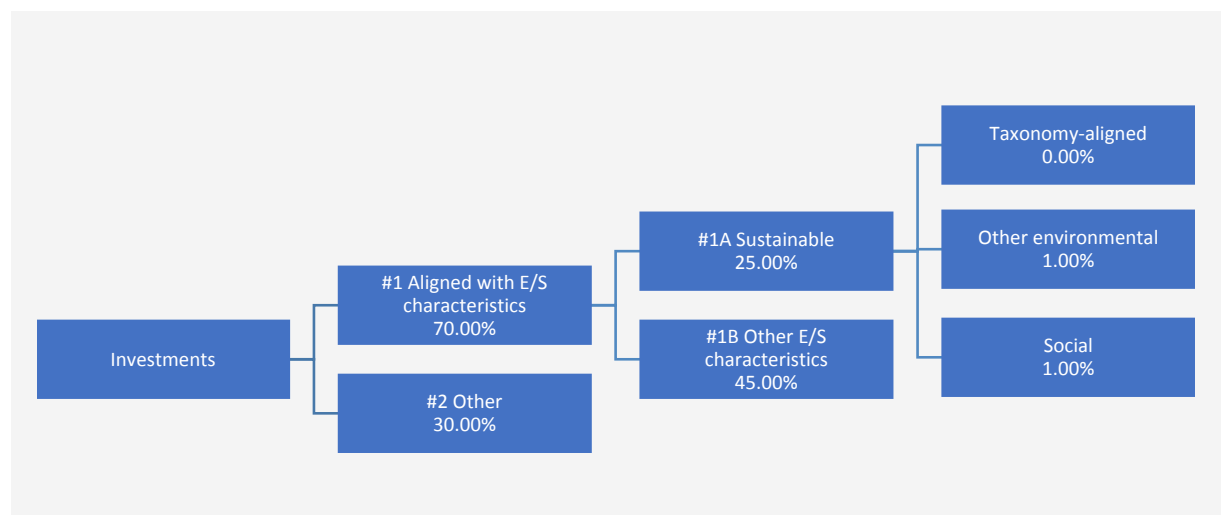 Investments
#1 Aligned with E/S
characteristics
70.00%
#2 Other
30.00%
#1A Sustainable
25.00%
#1B Other E/S
characteristics
45.00%
Taxonomy-aligned
0.00%
Other environmental
1.00%
Social
1.00%